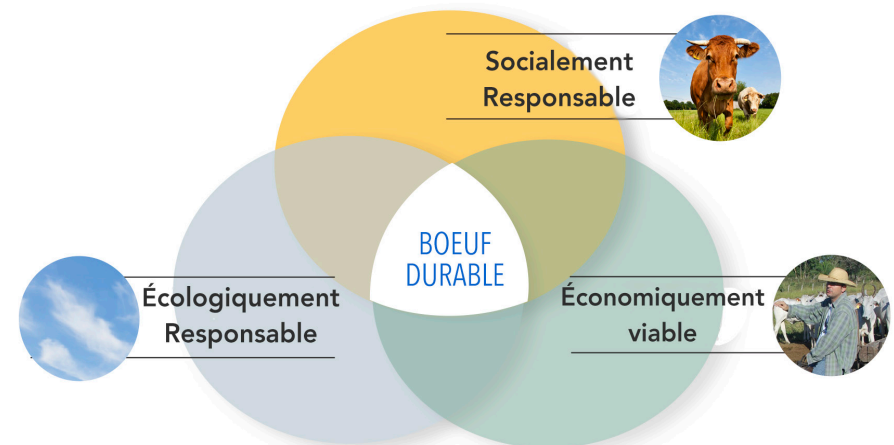 Socialement
Responsable
BOEUF
DURABLE
Écologiquement
Responsable
Économiquement
viable